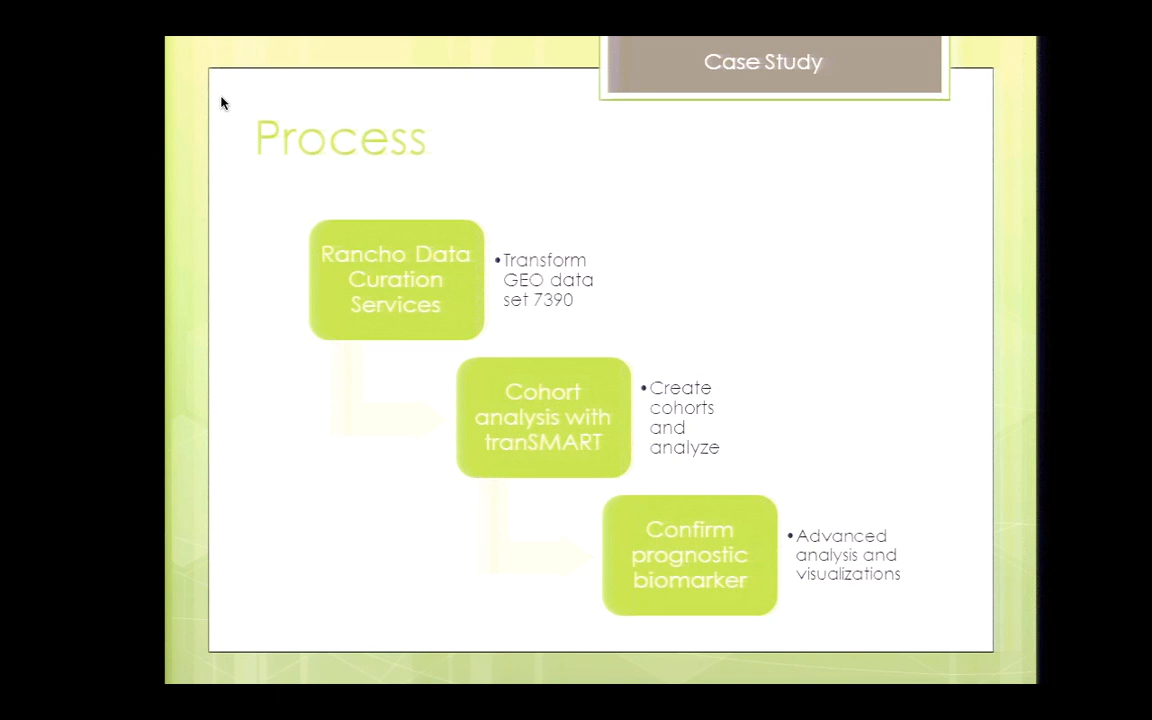 Case Study
Process
Rancho Data
Curation
Services
•Transform
GEO data
set 7390
Cohort
analysis with
tranSMART
•Create
cohorts
and
analyze
Confirm
prognostic
biomarker
•Advanced
analysis and
visualizations